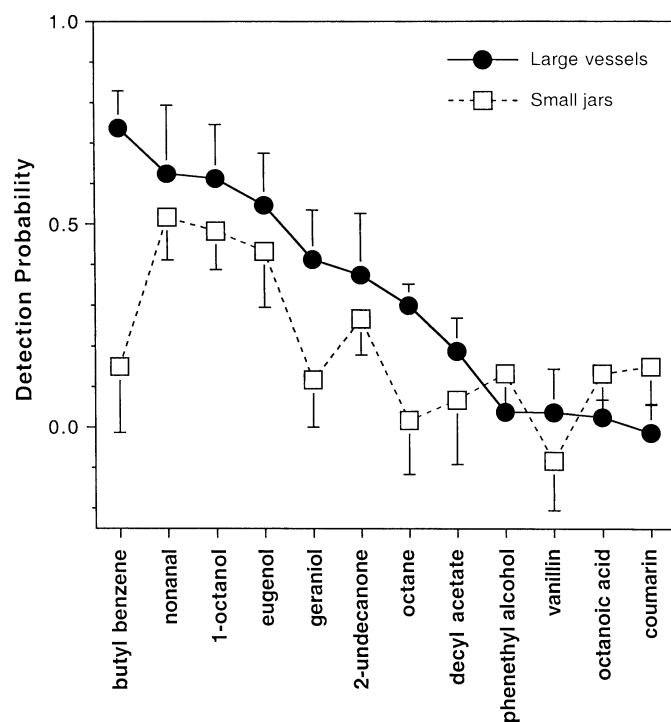 1.0
Large vessels
Small jars
Detection Probability
0.5
0.0
butyl benzene
nonanal
1-octanol
eugenol
geraniol
2-undecanone
octane
decyl acetate
phenethyl alcohol
vanillin
octanoic acid
coumarin